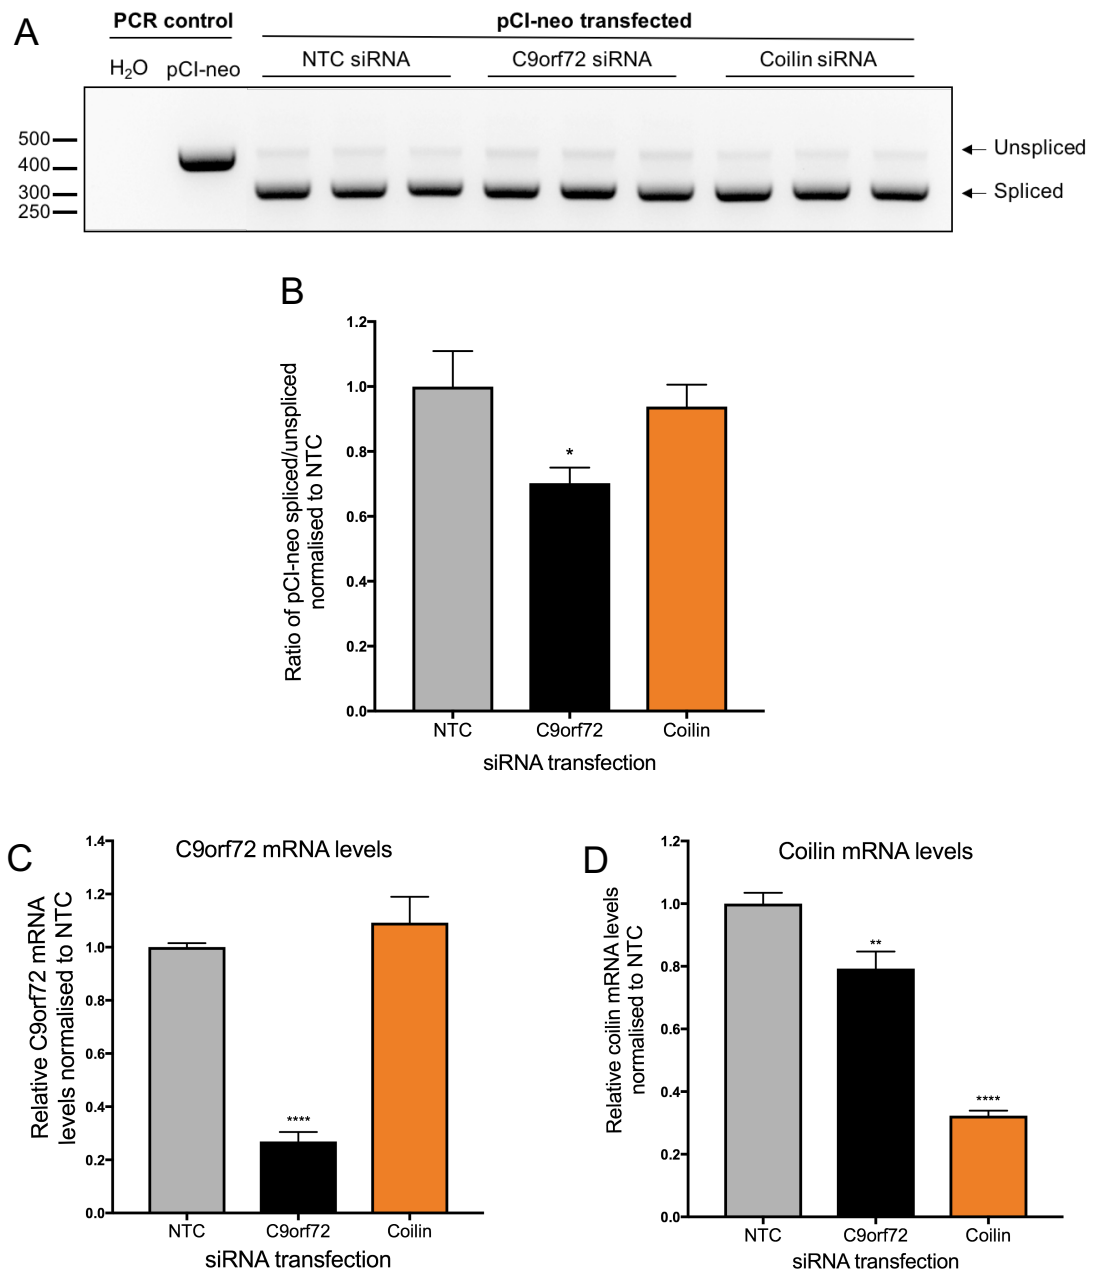 A
PCR control
pCI-neo transfected
H2O
pCI-neo
NTC siRNA
C9orf72 siRNA
Coilin siRNA
500
400
300
250
Unspliced
Spliced
B
Ratio of pCI-neo spliced/unspliced
normalised to NTC
1.2
1.0
0.8
0.6
0.4
0.2
0.0
*
NTC
C9orf72
Coilin
siRNA transfection
C
C9orf72 mRNA levels
Relative C9orf72 mRNA
levels normalised to NTC
1.4
1.2
1.0
0.8
0.6
0.4
0.2
0.0
****
NTC
C9orf72
Coilin
siRNA transfection
D
Coilin mRNA levels
Relative coilin mRNA levels
normalised to NTC
1.2
1.0
0.8
0.6
0.4
0.2
0.0
**
****
NTC
C9orf72
Coilin
siRNA transfection